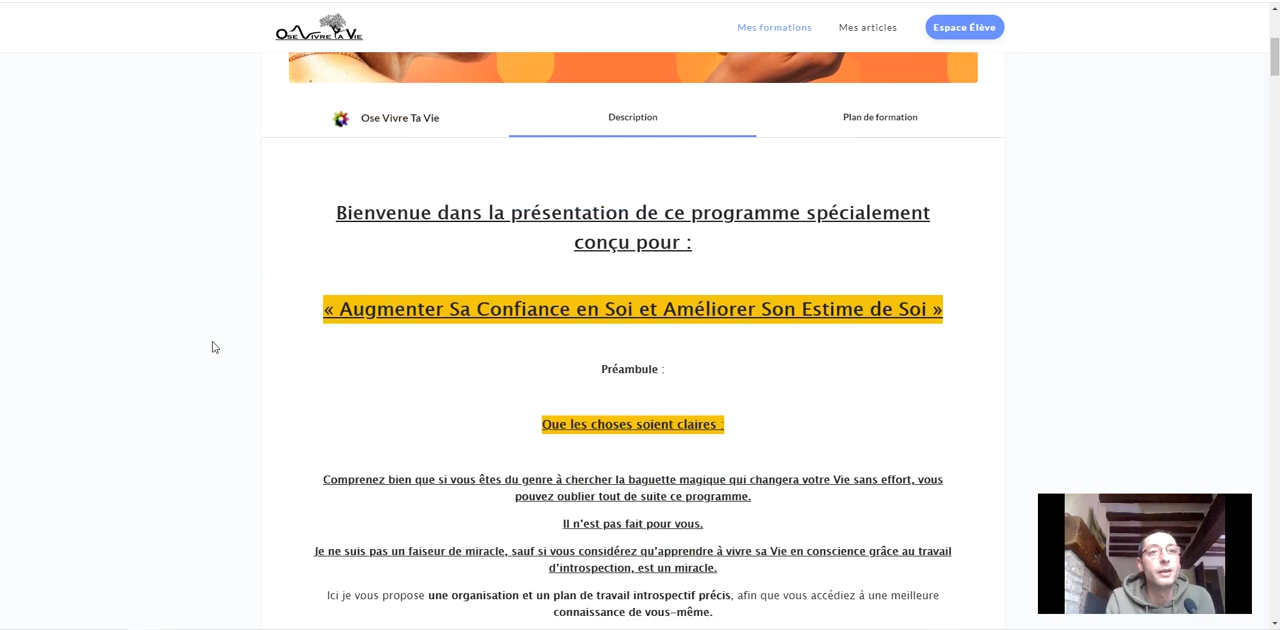 OSE VIVRE TA VIE
Mes formations
Mes articles
Espace Élève
Ose Vivre Ta Vie
Description
Plan de formation
Bienvenue dans la présentation de ce programme spécialement
conçu pour :
« Augmenter Sa Confiance en Soi et Améliorer Son Estime de Soi »
Préambule :
Que les choses soient claires :
Comprenez bien que si vous êtes du genre à chercher la baguette magique qui changera votre Vie sans effort, vous
pouvez oublier tout de suite ce programme.
Il n'est pas fait pour vous.
Je ne suis pas un faiseur de miracle, sauf si vous considérez qu'apprendre à vivre sa Vie en conscience grâce au travail
d'introspection, est un miracle.
Ici je vous propose une organisation et un plan de travail introspectif précis, afin que vous accédiez à une meilleure
connaissance de vous-même.